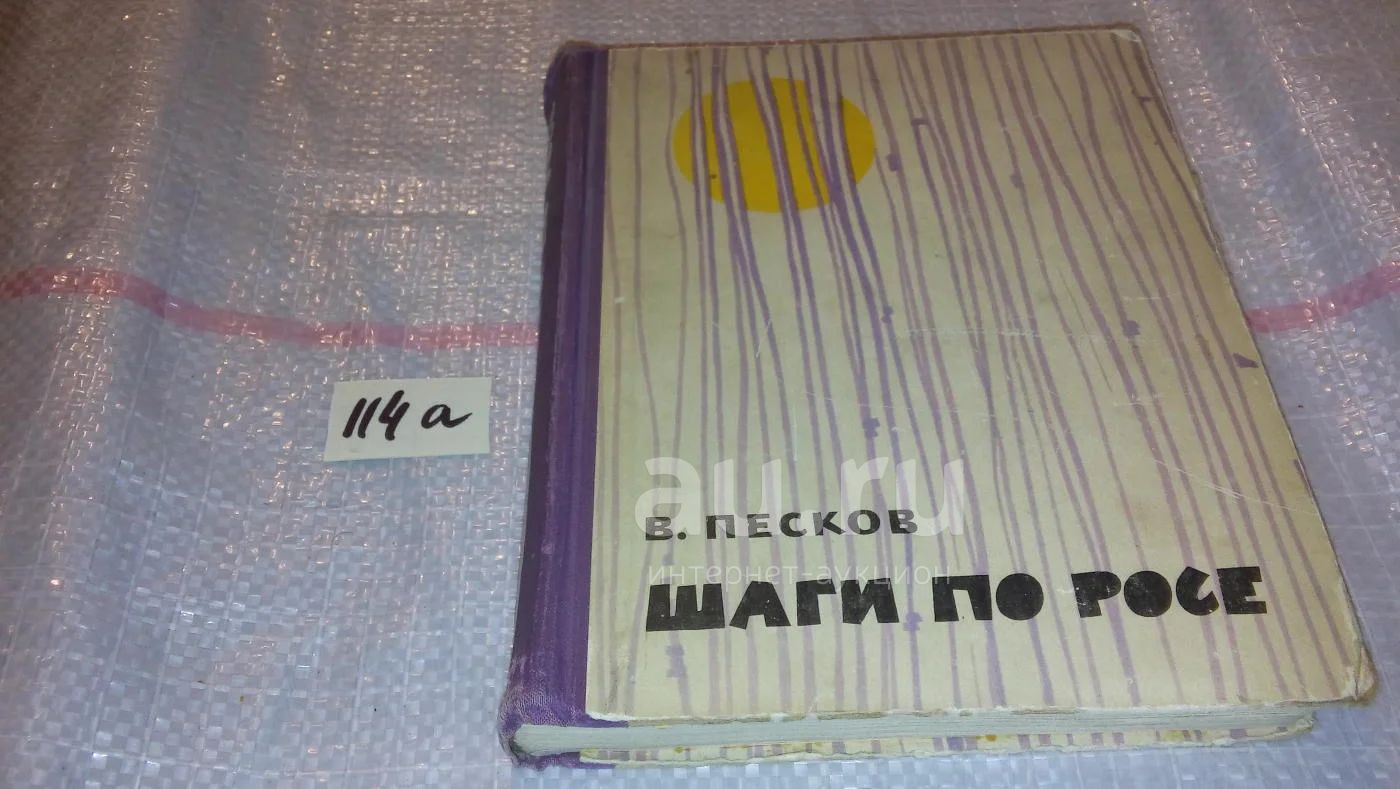 114 а
au.ru
В. ПЕСКОВ
интернет-аукцион
ШАГИ ПО РОСЕ